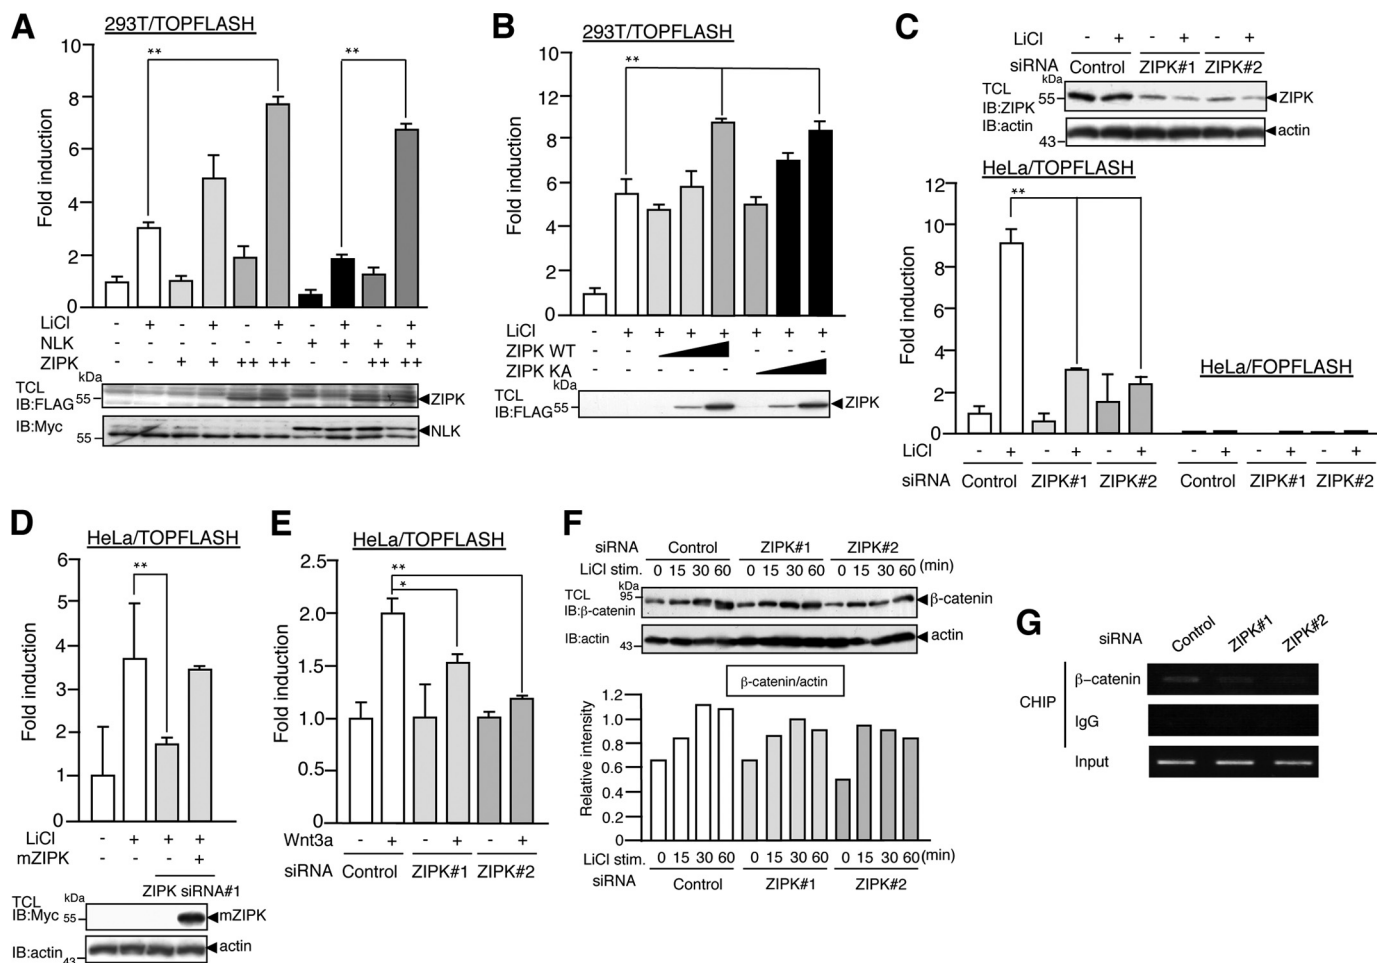 A
293T/TOPFLASH
10
8
6
4
2
0
Fold induction
** **
LiCl - + - + - + - + - +
NLK - - - - - - + + + +
ZIPK - - + + ++ ++ - - ++ ++
TCL
IB:FLAG
kDa
55
ZIPK
IB:Myc
55
NLK
B
293T/TOPFLASH
10
12
10
8
6
4
2
0
Fold induction
**
LiCl - + + + + + + +
ZIPK WT - - - - -
ZIPK KA - - - - -
TCL
IB:FLAG
kDa
55
ZIPK
C
LiCl - + - + - +
siRNA Control ZIPK#1 ZIPK#2
TCL
IB:ZIPK
kDa
55
ZIPK
IB:actin
43
actin
HeLa/TOPFLASH
12
10
8
6
4
2
0
Fold induction
**
HeLa/FOPFLASH
LiCl - + - + - + - + - + - +
siRNA Control ZIPK#1 ZIPK#2 Control ZIPK#1 ZIPK#2
D
HeLa/TOPFLASH
6
5
4
3
2
1
0
Fold induction
**
LiCl - + + +
mZIPK - - - +
ZIPK siRNA#1
TCL
IB:Myc
kDa
55
mZIPK
IB:actin
43
actin
E
HeLa/TOPFLASH
2.5
2.0
1.5
1.0
0.5
0
Fold induction
**
*
Wnt3a - + - + - +
siRNA Control ZIPK#1 ZIPK#2
F
siRNA Control ZIPK#1 ZIPK#2
LiCl stim. 0 15 30 60 0 15 30 60 0 15 30 60 (min)
TCL
IB:β-catenin
kDa
95
β-catenin
IB:actin
43
actin
β-catenin/actin
1.2
1.0
0.8
0.6
0.4
0.2
0
Relative intensity
LiCl stim. 0 15 30 60 0 15 30 60 0 15 30 60 (min)
siRNA Control ZIPK#1 ZIPK#2
G
siRNA Control ZIPK#1 ZIPK#2
CHIP
β-catenin
IgG
Input